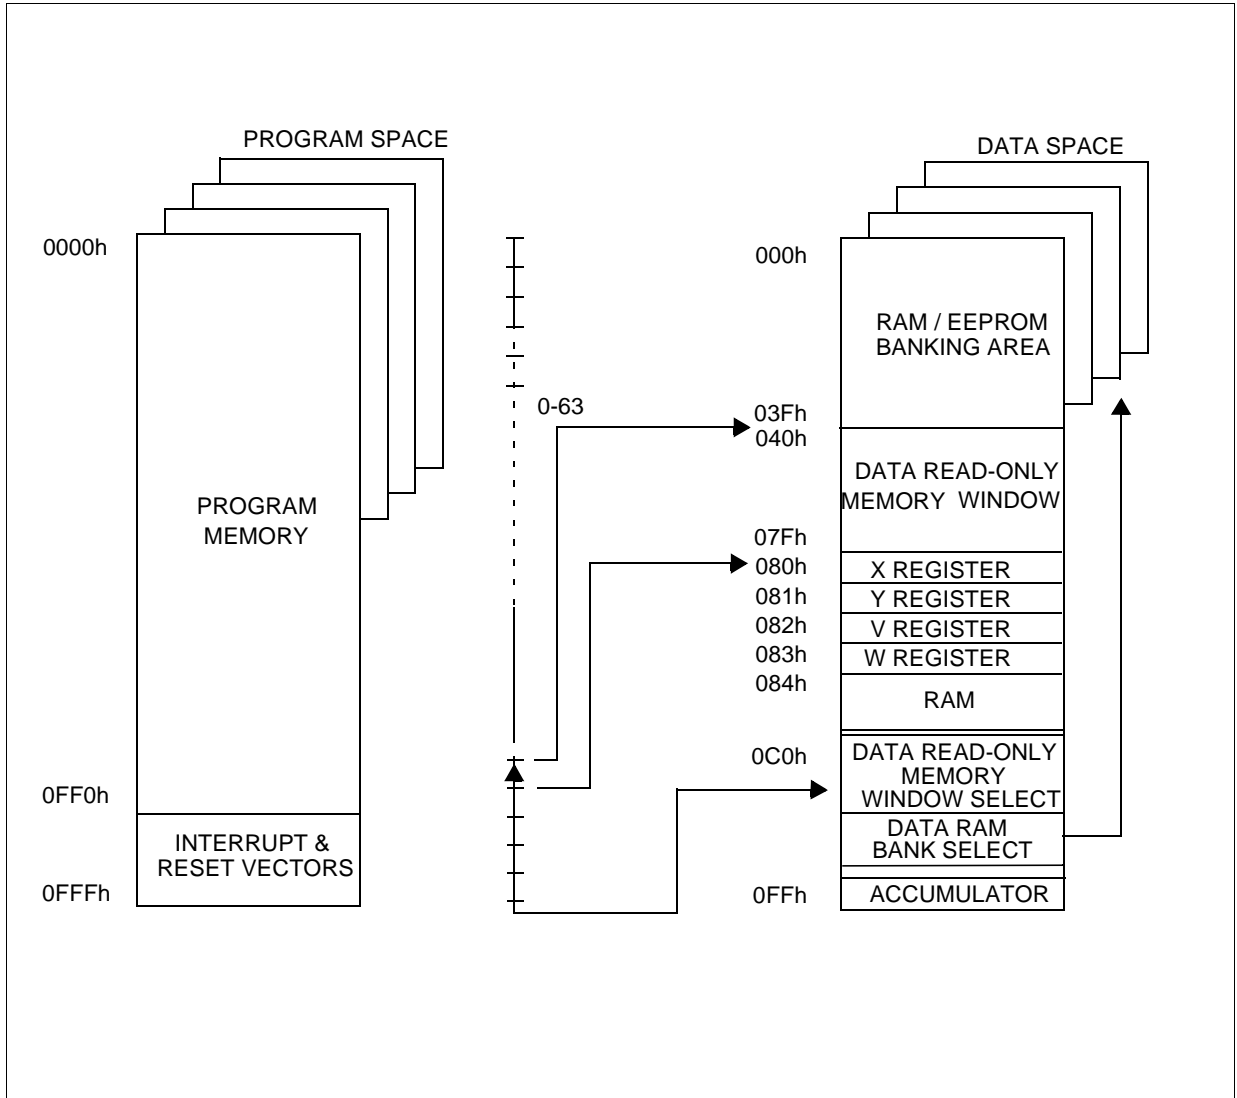 PROGRAM SPACE
0000h
PROGRAM
MEMORY
0FF0h
INTERRUPT &
RESET VECTORS
0FFFh
0-63
DATA SPACE
000h
RAM / EEPROM
BANKING AREA
03Fh
040h
DATA READ-ONLY
MEMORY WINDOW
07Fh
080h
X REGISTER
081h
Y REGISTER
082h
V REGISTER
083h
W REGISTER
084h
RAM
0C0h
DATA READ-ONLY
MEMORY
WINDOW SELECT
DATA RAM
BANK SELECT
0FFh
ACCUMULATOR